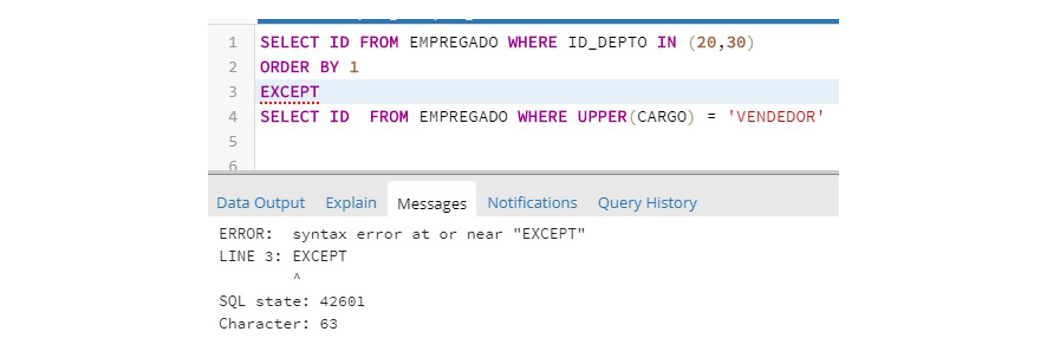 1 SELECT ID FROM EMPREGADO WHERE ID_DEPTO IN (20,30)
2 ORDER BY 1
3 EXCEPT
4 SELECT ID  FROM EMPREGADO WHERE UPPER(CARGO) = 'VENDEDOR'
5
6
Data Output Explain Messages Notifications Query History
ERROR:  syntax error at or near "EXCEPT"
LINE 3: EXCEPT
^
SQL state: 42601
Character: 63